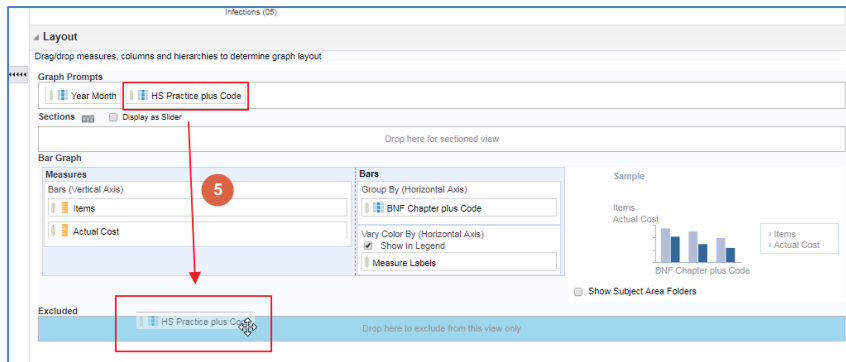 Infections (05)
Layout
Drag/drop measures, columns and hierarchies to determine graph layout
Graph Prompts
Year Month
HS Practice plus Code
Sections
Display as Slider
Drop here for sectioned view
Bar Graph
Measures
Bars (Vertical Axis)
Items
Actual Cost
5
Bars
Group By (Horizontal Axis)
BNF Chapter plus Code
Vary Color By (Horizontal Axis)
Show In Legend
Measure Labels
Sample
Items
Actual Cost
Items
Actual Cost
BNF Chapter plus Code
Show Subject Area Folders
Excluded
HS Practice plus Code
Drop here to exclude from this view only